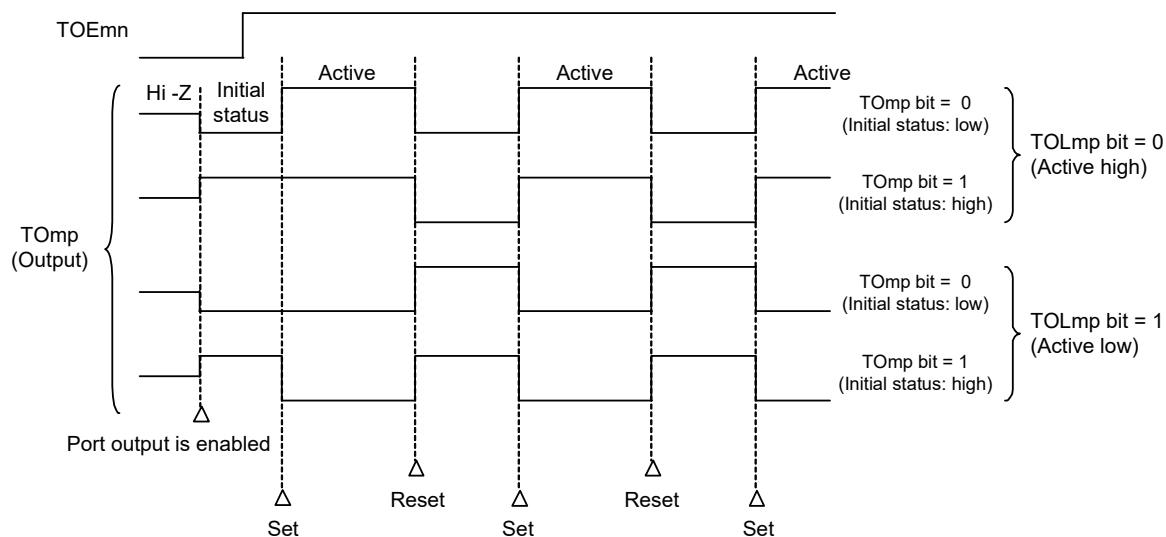 TOEmn
Active
Active
Active
Hi -Z
Initial
status
TOmp bit = 0
(Initial status: low)
TOLmp bit = 0
(Active high)
TOmp bit = 1
(Initial status: high)
TOmp
(Output)
TOmp bit = 0
(Initial status: low)
TOLmp bit = 1
(Active low)
TOmp bit = 1
(Initial status: high)
Port output is enabled
Reset
Reset
Set
Set
Set